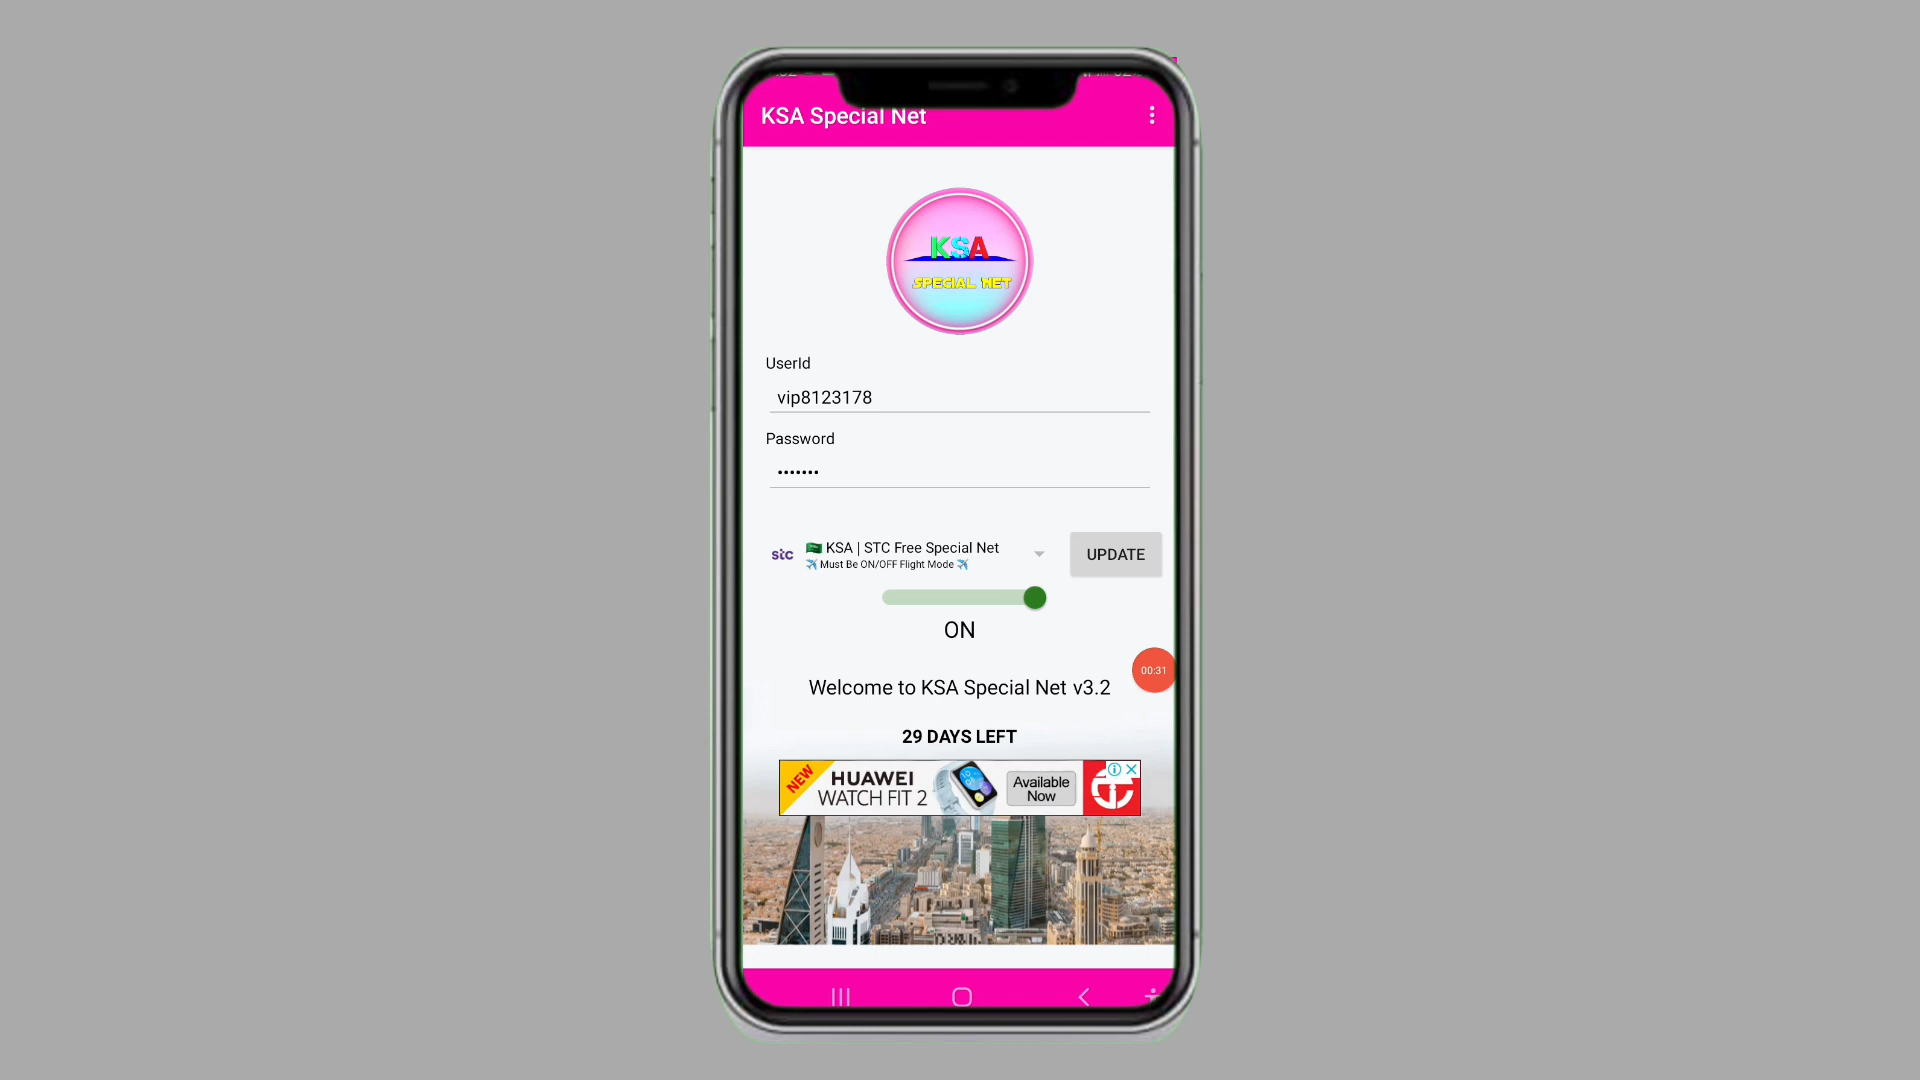 KSA Special Net
KSA
SPECIAL NET
UserId
vip8123178
Password
•••••••
stc
🇸🇦 KSA | STC Free Special Net
✈️ Must Be ON/OFF Flight Mode ✈️
UPDATE
ON
00:31
Welcome to KSA Special Net v3.2
29 DAYS LEFT
NEW
HUAWEI
WATCH FIT 2
Available
Now